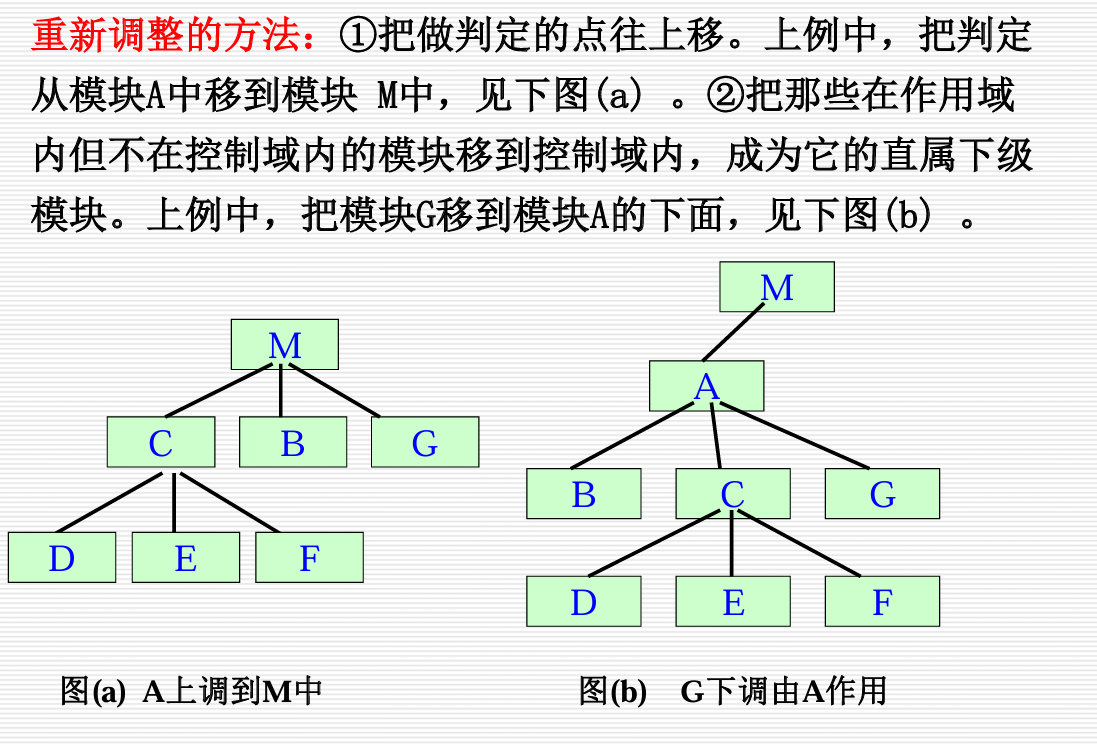 重新调整的方法：①把做判定的点往上移。上例中，把判定
从模块A中移到模块 M中，见下图(a) 。②把那些在作用域
内但不在控制域内的模块移到控制域内，成为它的直属下级
模块。上例中，把模块G移到模块A的下面，见下图(b) 。
M
C B G
D E F
M
A
B C G
D E F
图(a) A上调到M中
图(b) G下调由A作用